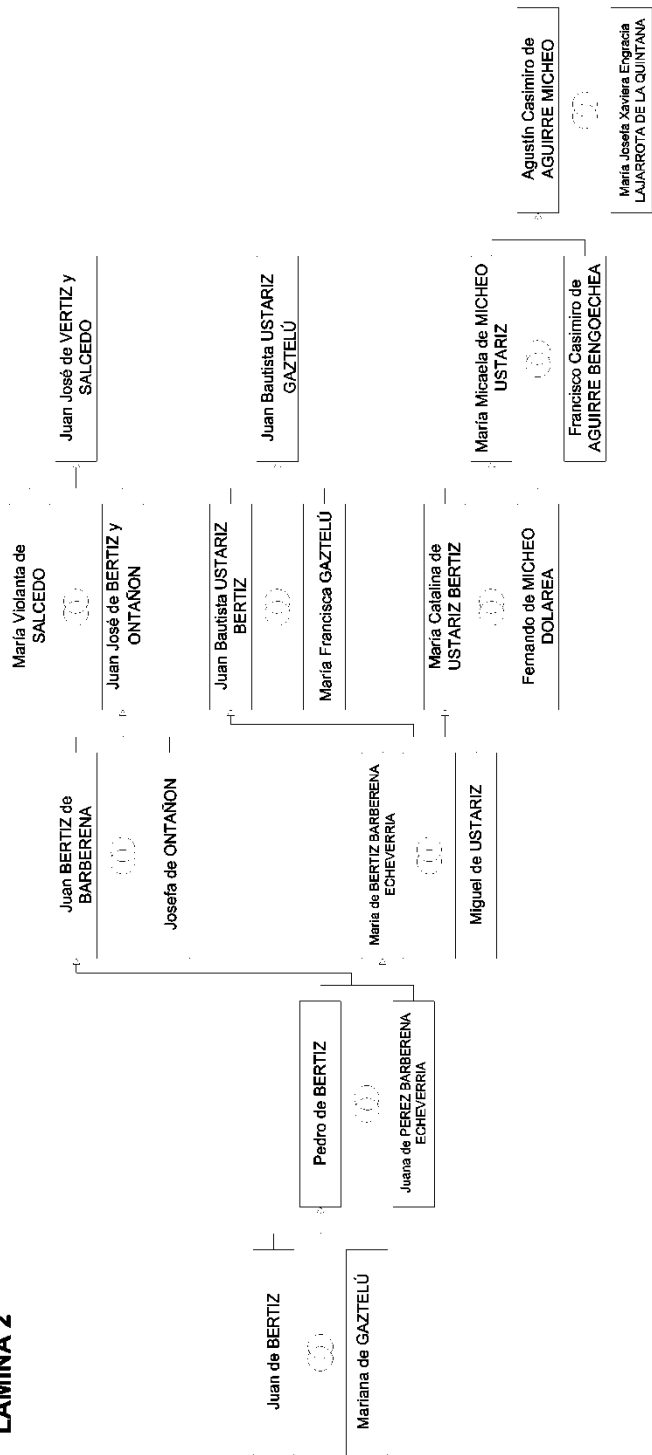 LÁMINA 2
Juan de BERTIZ
Mariana de GAZTELÚ
Pedro de BERTIZ
Juana de PEREZ BARBERENA
ECHEVERRIA
Juan BERTIZ de
BARBERENA
Josefa de ONTAÑON
María de BERTIZ BARBERENA
ECHEVERRIA
Miguel de USTARIZ
María Violanta de
SALCEDO
Juan José de BERTIZ y
ONTAÑON
Juan Bautista USTARIZ
BERTIZ
María Francisca GAZTELÚ
María Catalina de
USTARIZ BERTIZ
Fernando de MICHEO
DOLAREA
Juan José de VERTIZ y
SALCEDO
Juan Bautista USTARIZ
GAZTELÚ
María Micaela de MICHEO
USTARIZ
Francisco Casimiro de
AGUIRRE BENGOECHEA
Agustín Casimiro de
AGUIRRE MICHEO
María Josefa Xaviera Engracia
LAJARROTA DE LA QUINTANA